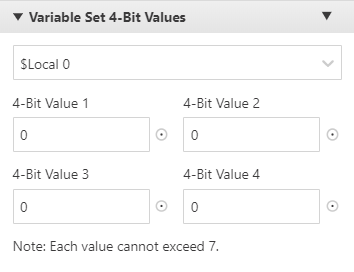 Variable Set 4-Bit Values
$Local 0
4-Bit Value 1 4-Bit Value 2
0 0
4-Bit Value 3 4-Bit Value 4
0 0
Note: Each value cannot exceed 7.